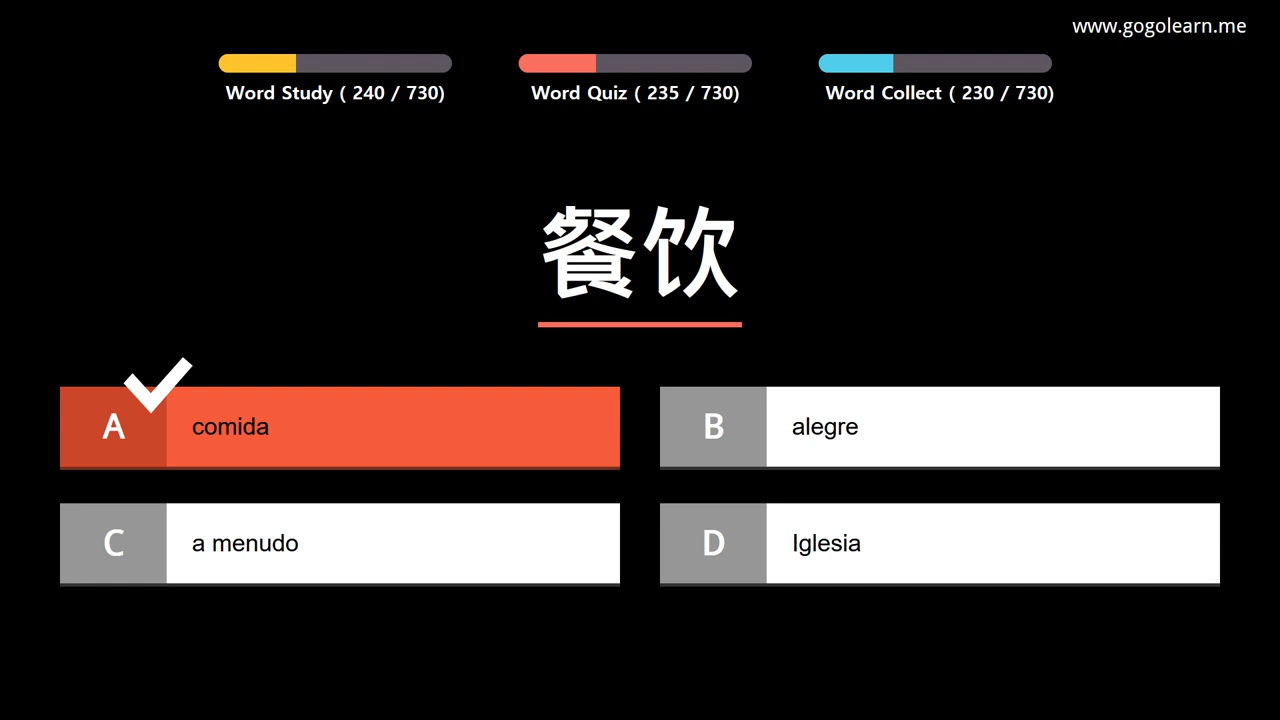 www.gogolearn.me
Word Study ( 240 / 730)
Word Quiz ( 235 / 730)
Word Collect ( 230 / 730)
餐饮
A comida
B alegre
C a menudo
D Iglesia